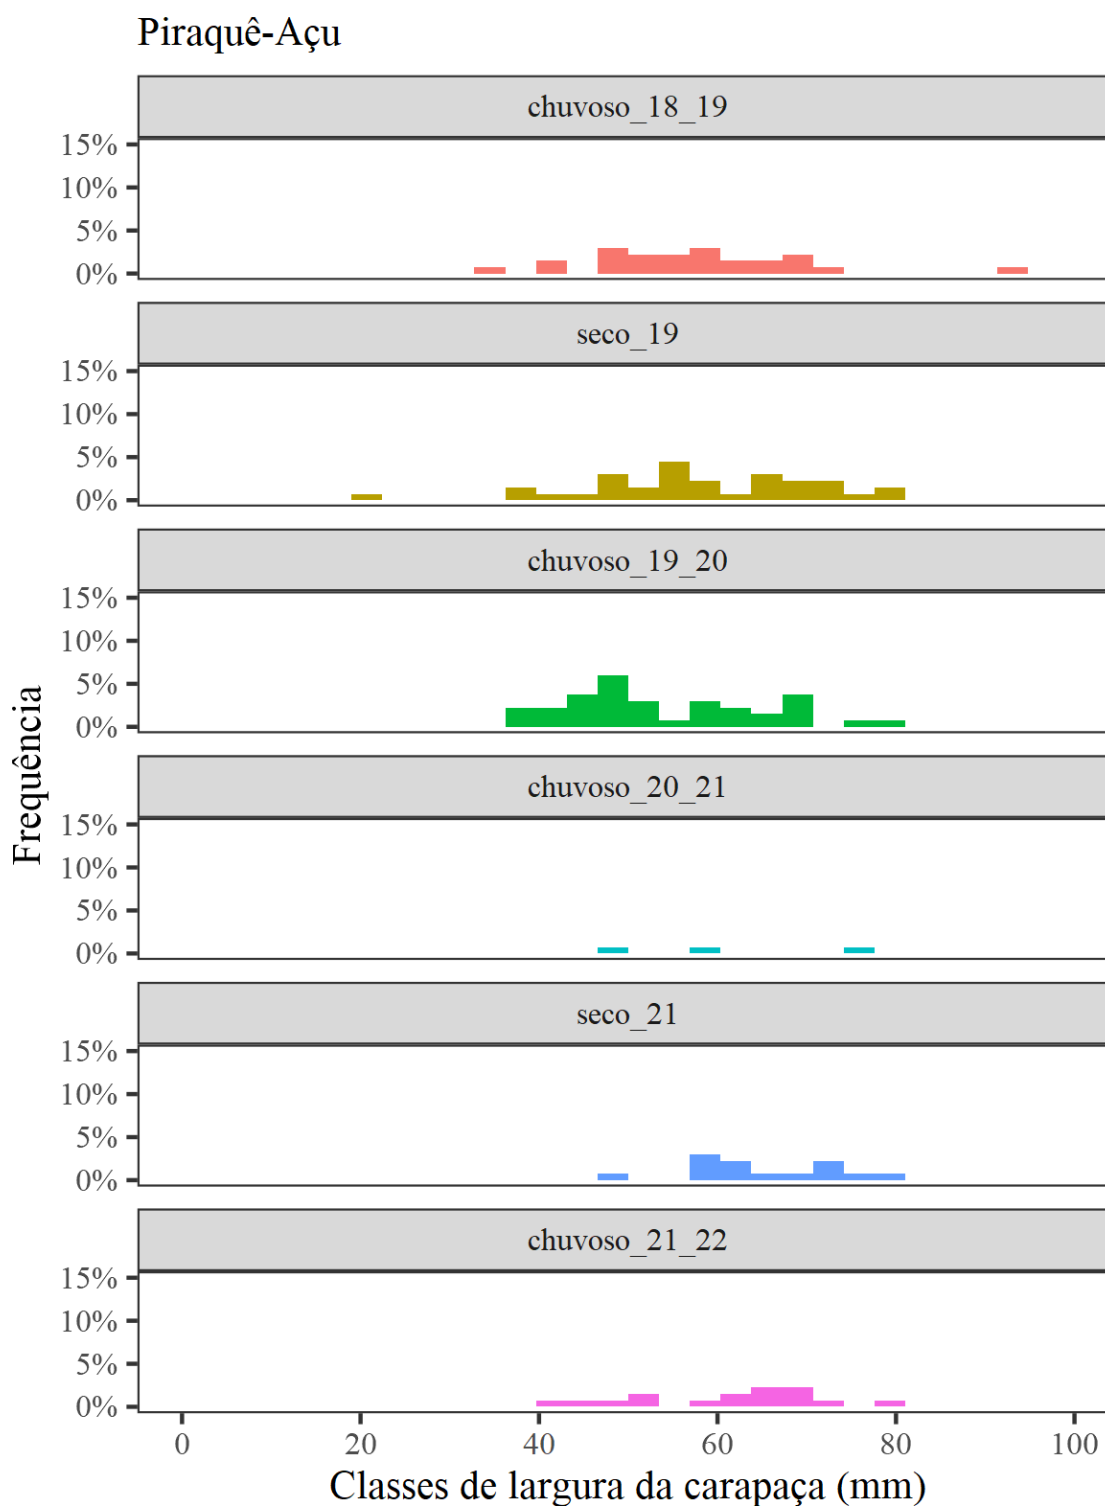 Piraquê-Açu
chuvoso_18_19
15%
10%
5%
0%
seco_19
15%
10%
5%
0%
chuvoso_19_20
15%
10%
5%
0%
chuvoso_20_21
15%
10%
5%
0%
seco_21
15%
10%
5%
0%
chuvoso_21_22
15%
10%
5%
0%
Frequência
0 20 40 60 80 100
Classes de largura da carapaça (mm)